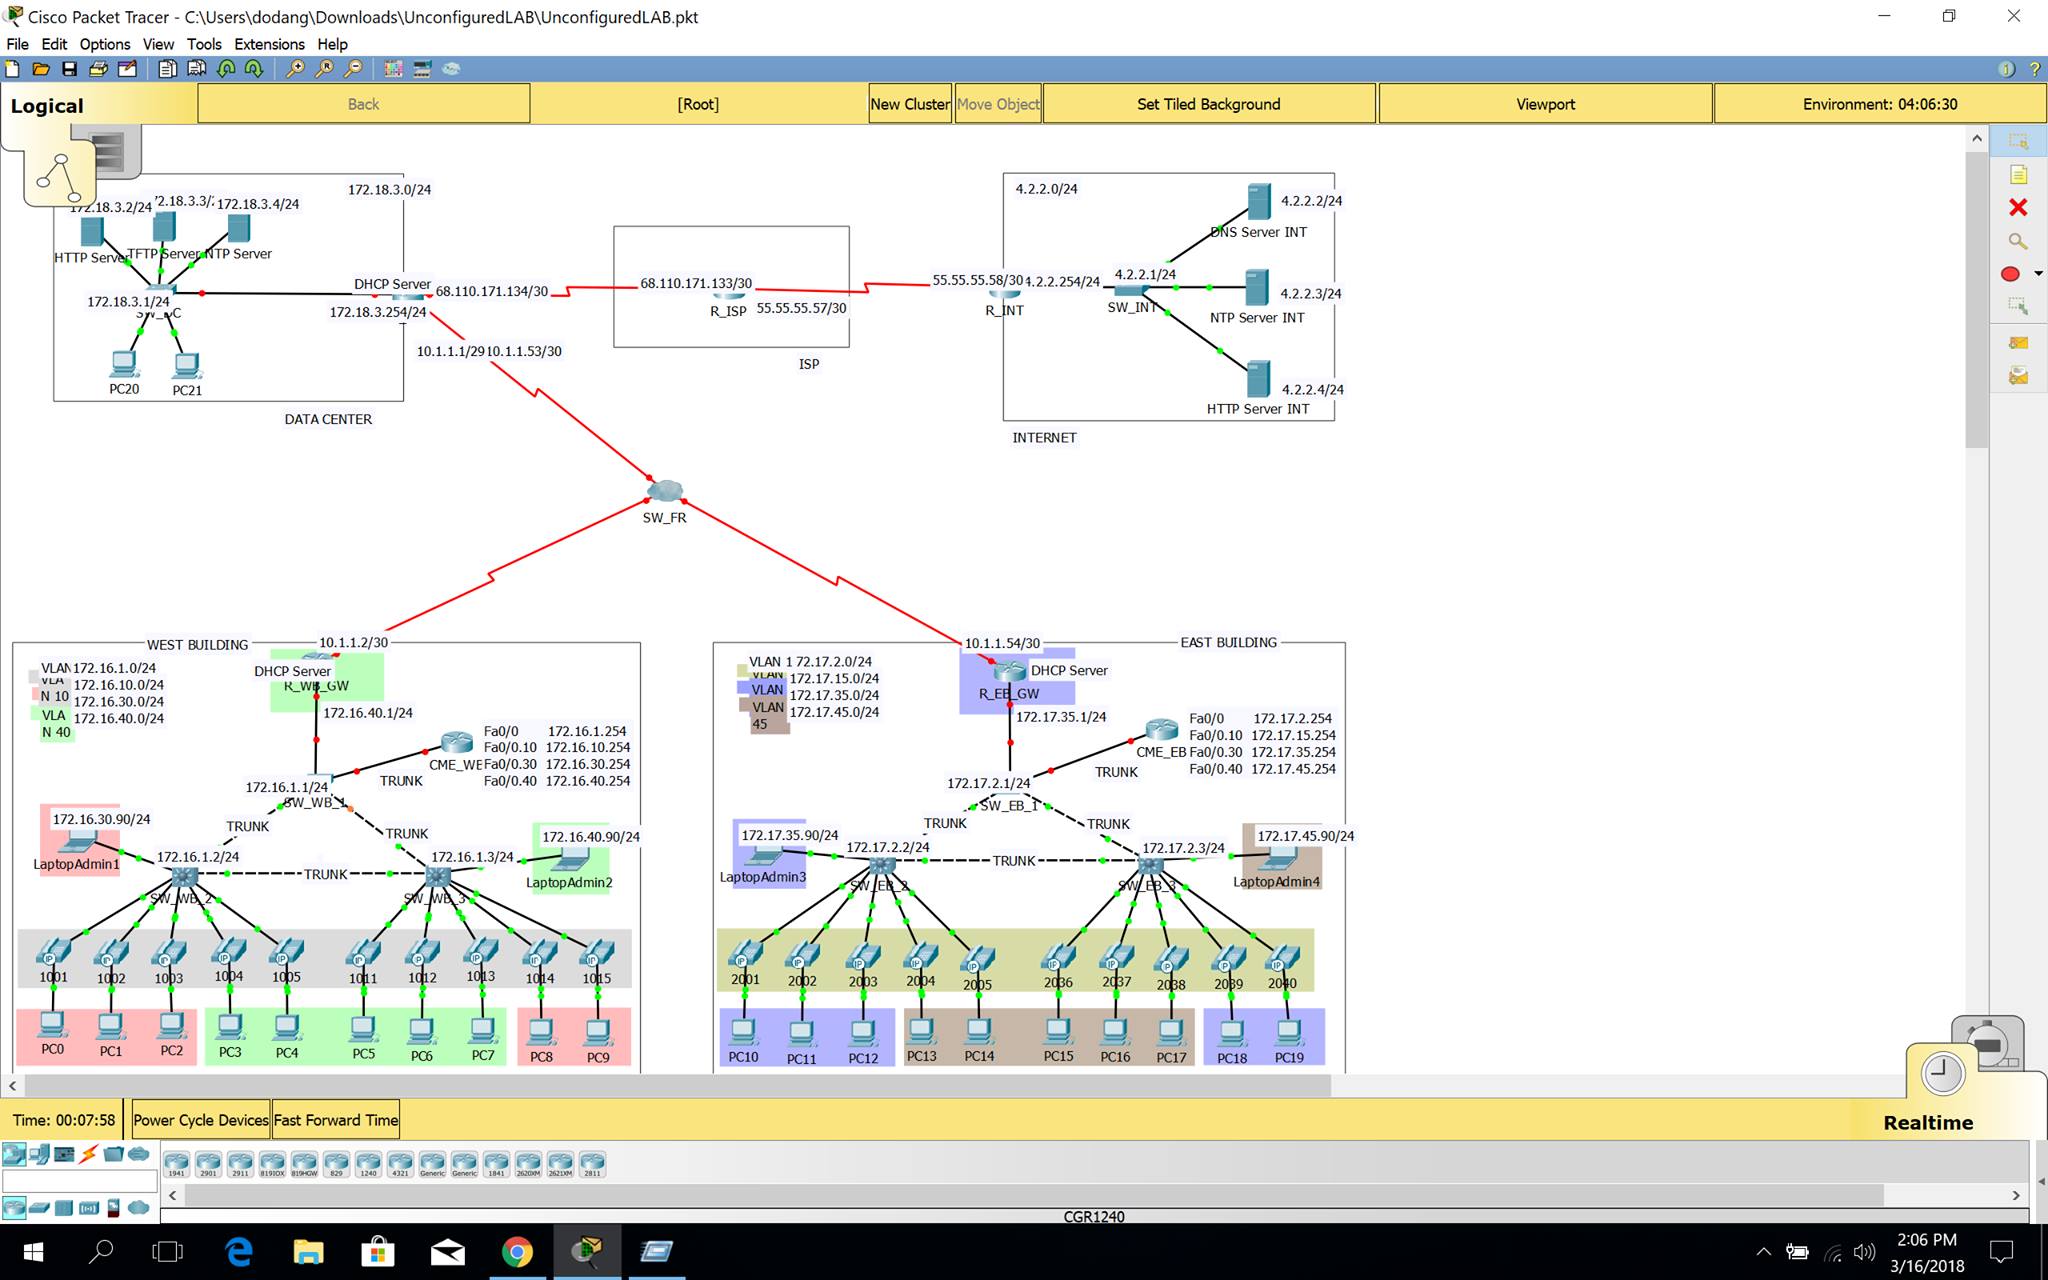 Cisco Packet Tracer - C:\Users\dodang\Downloads\UnconfiguredLAB\UnconfiguredLAB.pkt
File Edit Options View Tools Extensions Help
Logical Back [Root] New Cluster Move Object Set Tiled Background Viewport Environment: 04:06:30
172.18.3.0/24
172.18.3.2/24
72.18.3.3/2
172.18.3.4/24
HTTP Server
TFTP Server
NTP Server
172.18.3.1/24
PC20
PC21
DATA CENTER
DHCP Server
172.18.3.254/24
68.110.171.134/30
10.1.1.1/29
10.1.1.53/30
68.110.171.133/30
R_ISP
55.55.55.57/30
ISP
4.2.2.0/24
55.55.55.58/30
4.2.2.254/24
R_INT
4.2.2.1/24
SW_INT
4.2.2.2/24
DNS Server INT
4.2.2.3/24
NTP Server INT
4.2.2.4/24
HTTP Server INT
INTERNET
SW_FR
WEST BUILDING
10.1.1.2/30
VLAN
172.16.1.0/24
VLA
N 10
172.16.10.0/24
172.16.30.0/24
VLA
N 40
172.16.40.0/24
DHCP Server
R_WB_GW
172.16.40.1/24
CME_WE
Fa0/0 172.16.1.254
Fa0/0.10 172.16.10.254
Fa0/0.30 172.16.30.254
Fa0/0.40 172.16.40.254
TRUNK
172.16.1.1/24
SW_WB_1
TRUNK
TRUNK
172.16.30.90/24
LaptopAdmin1
172.16.1.2/24
SW_WB_2
TRUNK
172.16.1.3/24
SW_WB_3
172.16.40.90/24
LaptopAdmin2
1001 1002 1003 1004 1005 1011 1012 1013 1014 1015
PC0 PC1 PC2 PC3 PC4 PC5 PC6 PC7 PC8 PC9
10.1.1.54/30
EAST BUILDING
VLAN 1 72.17.2.0/24
VLAN
172.17.15.0/24
VLAN
172.17.35.0/24
VLAN
45
172.17.45.0/24
DHCP Server
R_EB_GW
172.17.35.1/24
CME_EB
Fa0/0 172.17.2.254
Fa0/0.10 172.17.15.254
Fa0/0.30 172.17.35.254
Fa0/0.40 172.17.45.254
TRUNK
172.17.2.1/24
SW_EB_1
TRUNK
TRUNK
172.17.35.90/24
LaptopAdmin3
172.17.2.2/24
SW_EB_2
TRUNK
172.17.2.3/24
SW_EB_3
172.17.45.90/24
LaptopAdmin4
2001 2002 2003 2004 2005 2036 2037 2038 2039 2040
PC10 PC11 PC12 PC13 PC14 PC15 PC16 PC17 PC18 PC19
Time: 00:07:58 Power Cycle Devices Fast Forward Time
Realtime
1941 2901 2911 819IOX 819HGW 829 1240 4321 Generic Generic 1841 2620XM 2621XM 2811
CGR1240
2:06 PM
3/16/2018